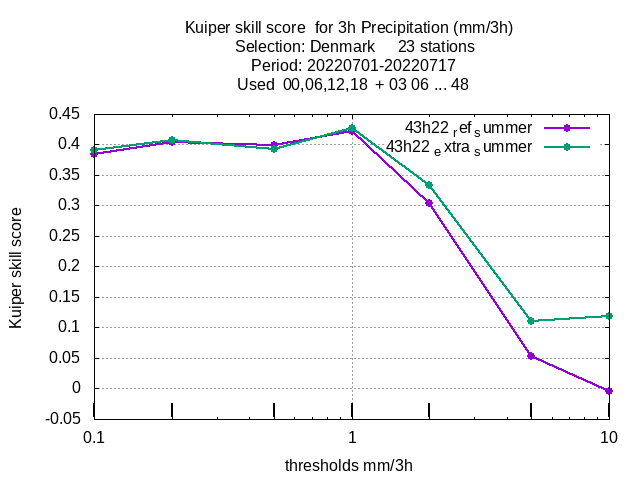 Kuiper skill score  for 3h Precipitation (mm/3h)
Selection: Denmark     23 stations
Period: 20220701-20220717
Used  00,06,12,18  + 03 06 ... 48
0.45
0.4
0.35
0.3
0.25
0.2
0.15
0.1
0.05
0
-0.05
Kuiper skill score
43h22 ref summer
43h22 extra summer
0.1
1
10
thresholds mm/3h